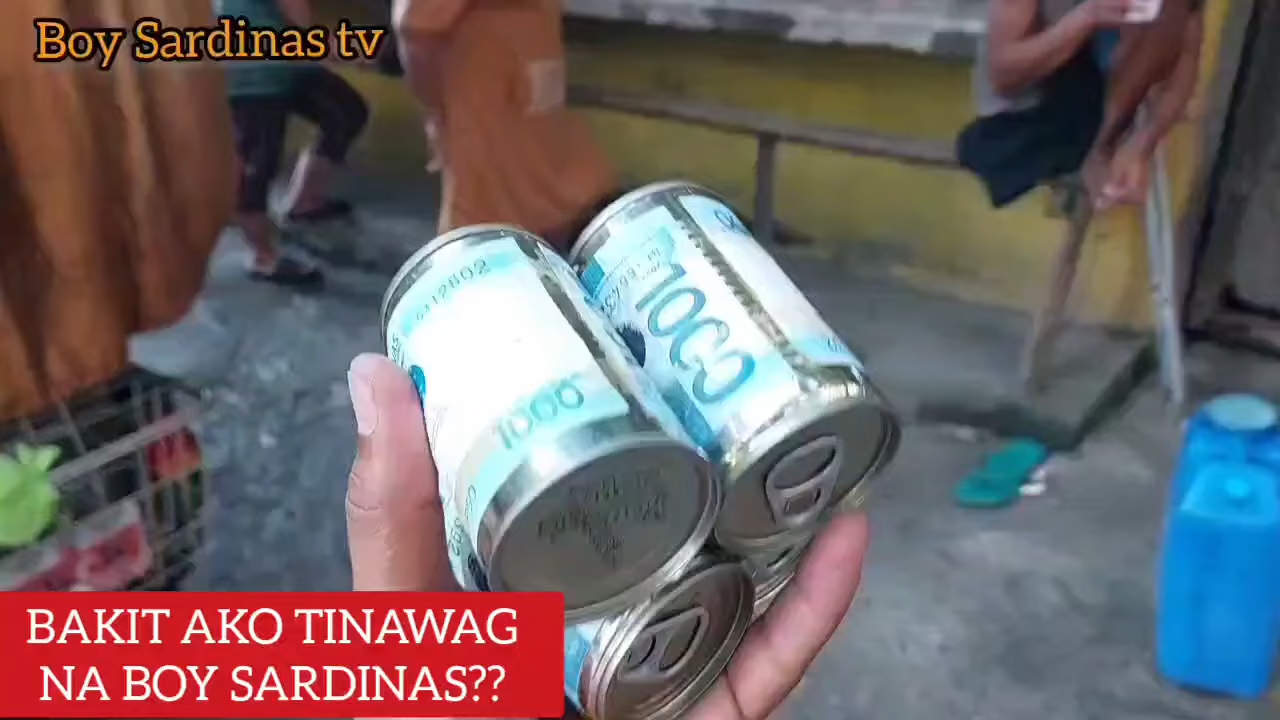 Boy Sardinas tv
1000
1000
BAKIT AKO TINAWAG
NA BOY SARDINAS??